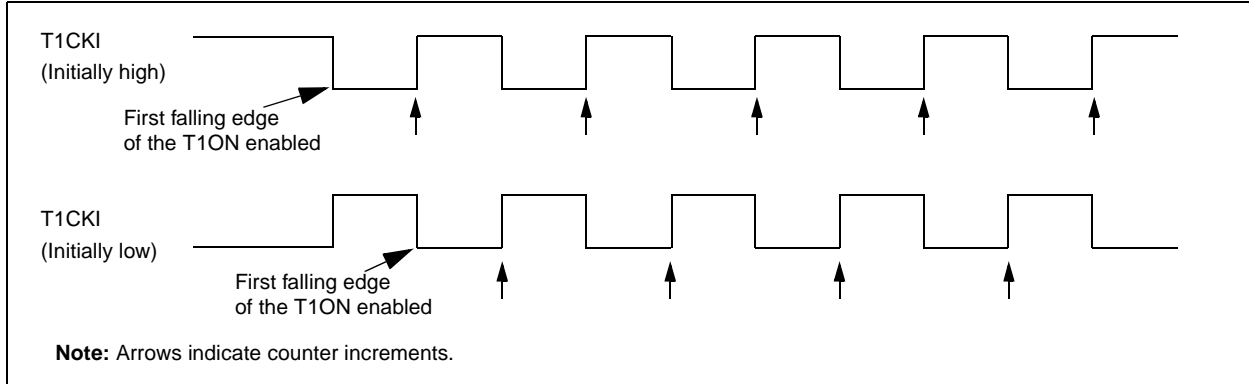 T1CKI
(Initially high)
First falling edge
of the T1ON enabled
T1CKI
(Initially low)
First falling edge
of the T1ON enabled
Note: Arrows indicate counter increments.